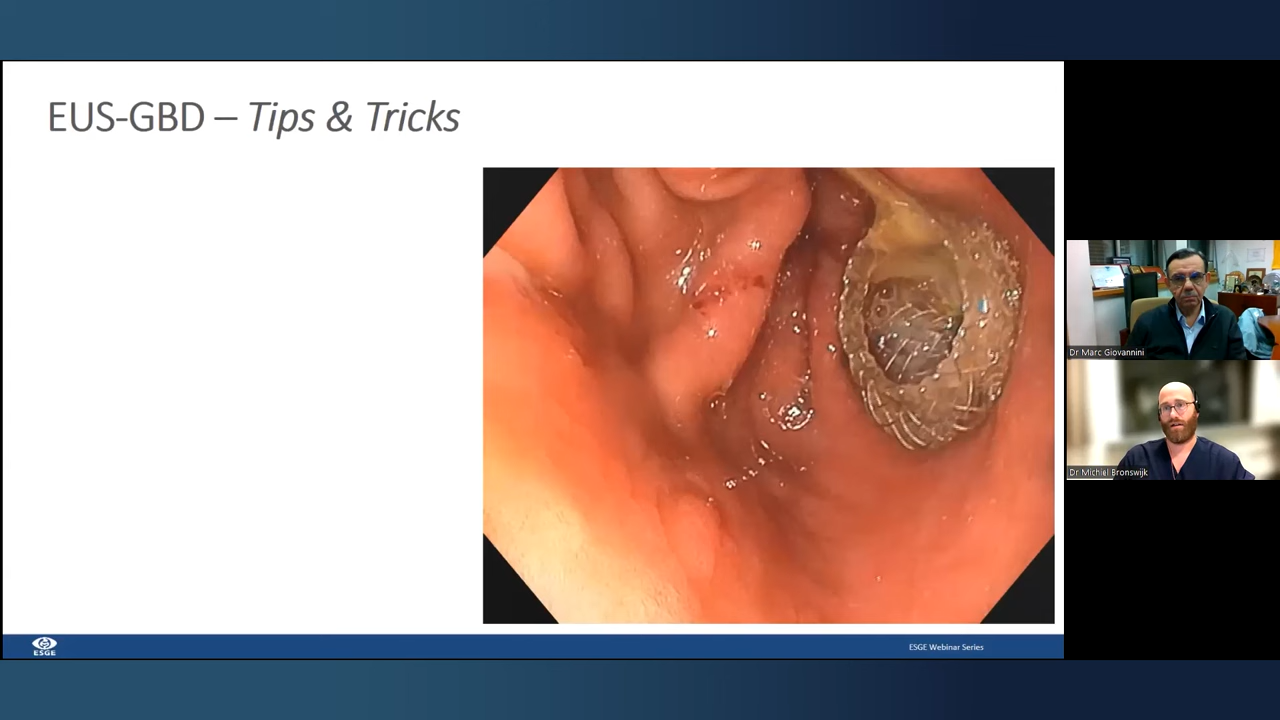 EUS-GBD – Tips & Tricks
Dr Marc Giovannini
Dr Michiel Bronswijk
ESGE
ESGE Webinar Series